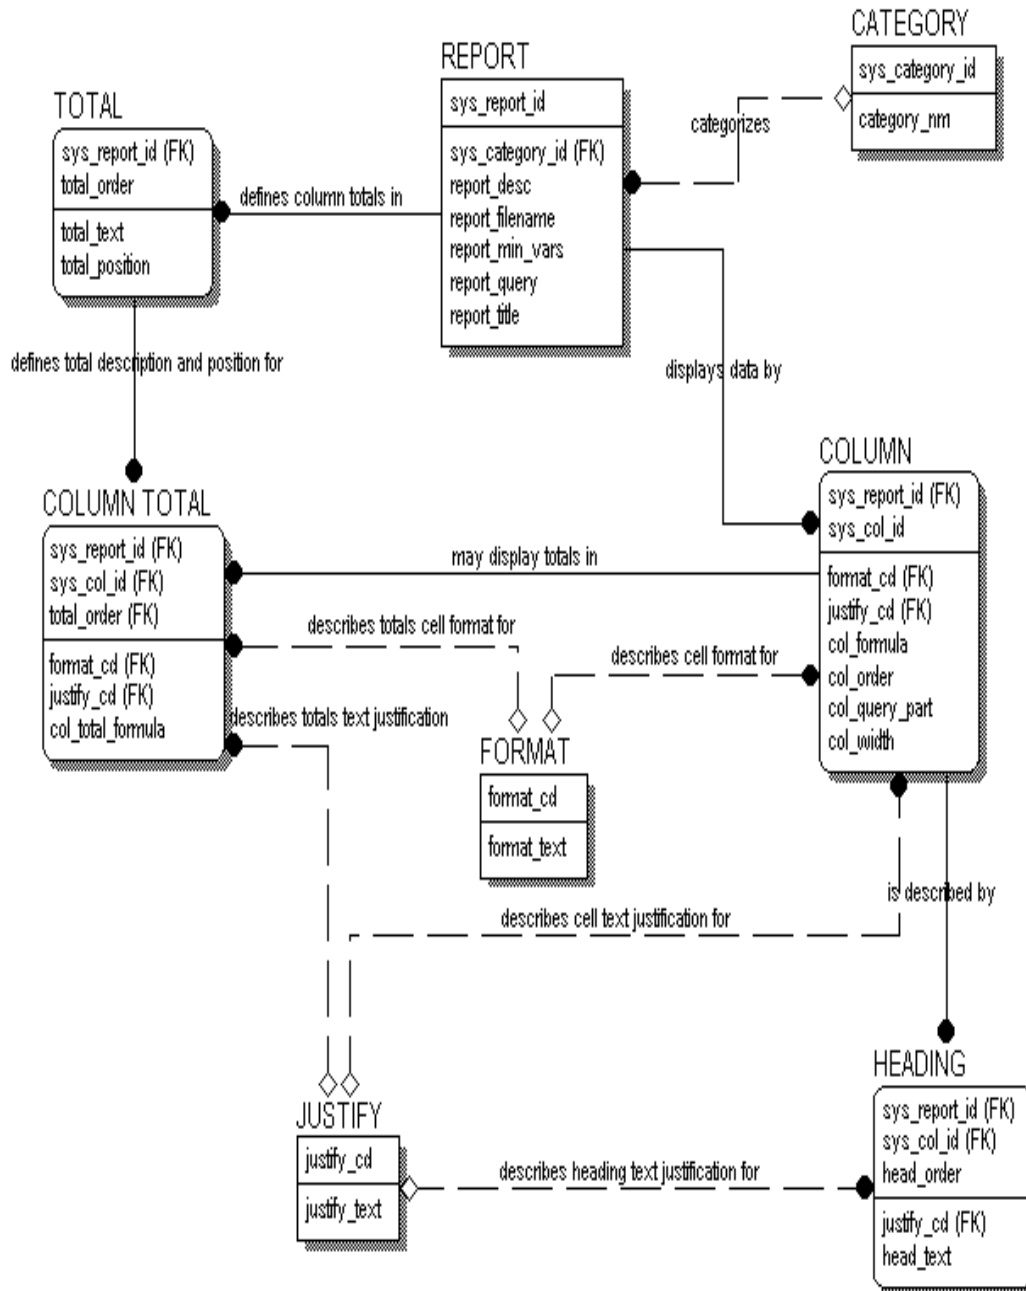 CATEGORY
sys_category_id
category_nm
REPORT
sys_report_id
sys_category_id (FK)
report_desc
report_filename
report_min_vars
report_query
report_title
categorizes
TOTAL
sys_report_id (FK)
total_order
total_text
total_position
defines column totals in
defines total description and position for
displays data by
COLUMN
sys_report_id (FK)
sys_col_id
format_cd (FK)
justify_cd (FK)
col_formula
col_order
col_query_part
col_width
COLUMN TOTAL
sys_report_id (FK)
sys_col_id (FK)
total_order (FK)
format_cd (FK)
justify_cd (FK)
col_total_formula
may display totals in
describes totals cell format for
describes cell format for
describes totals text justification
FORMAT
format_cd
format_text
is described by
describes cell text justification for
HEADING
sys_report_id (FK)
sys_col_id (FK)
head_order
justify_cd (FK)
head_text
JUSTIFY
justify_cd
justify_text
describes heading text justification for